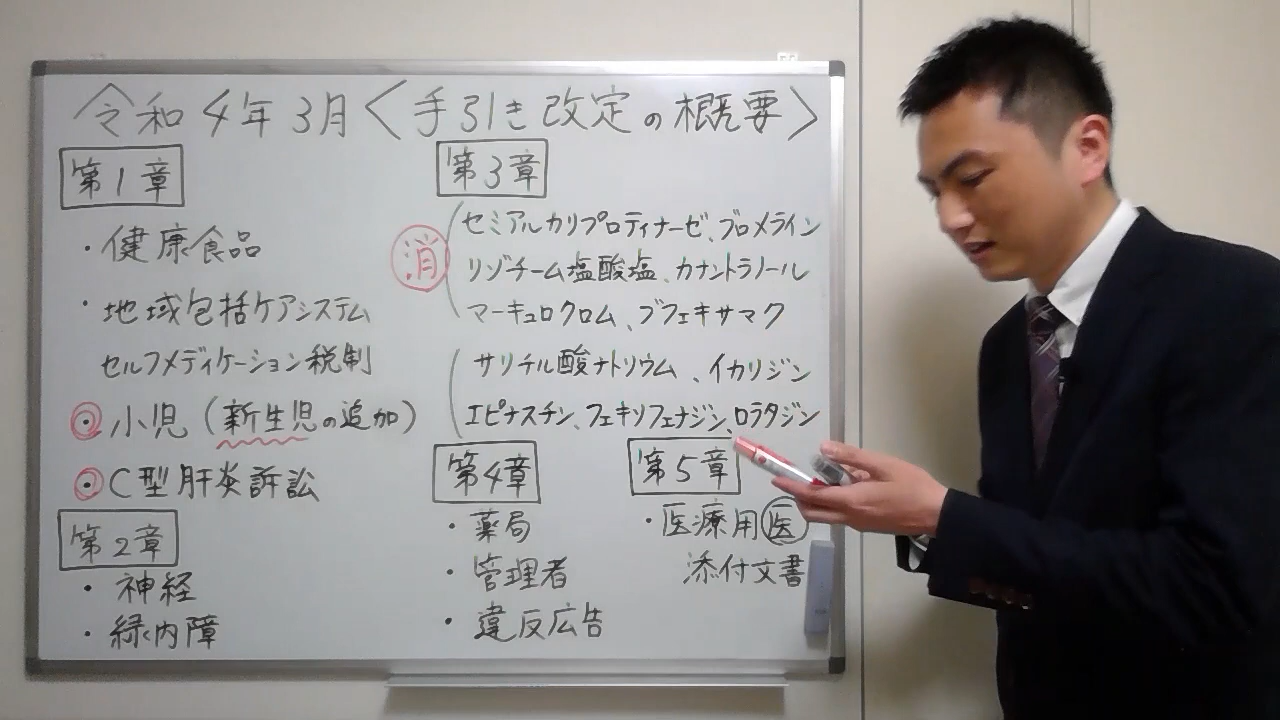 令和4年3月〈手引き改定の概要〉
第1章
・健康食品
・地域包括ケアシステム
セルフメディケーション税制
◎小児(新生児の追加)
◎C型肝炎訴訟
第2章
・神経
・緑内障
第3章
消
セミアルカリプロティナーゼ、ブロメライン
リゾチーム塩酸塩、カナントラノール
マーキュロクロム、ブフェキサマク
サリチル酸ナトリウム、イカリジン
エピナスチン、フェキソフェナジン、ロラタジン
第4章
・薬局
・管理者
・違反広告
第5章
・医療用医
添付文書